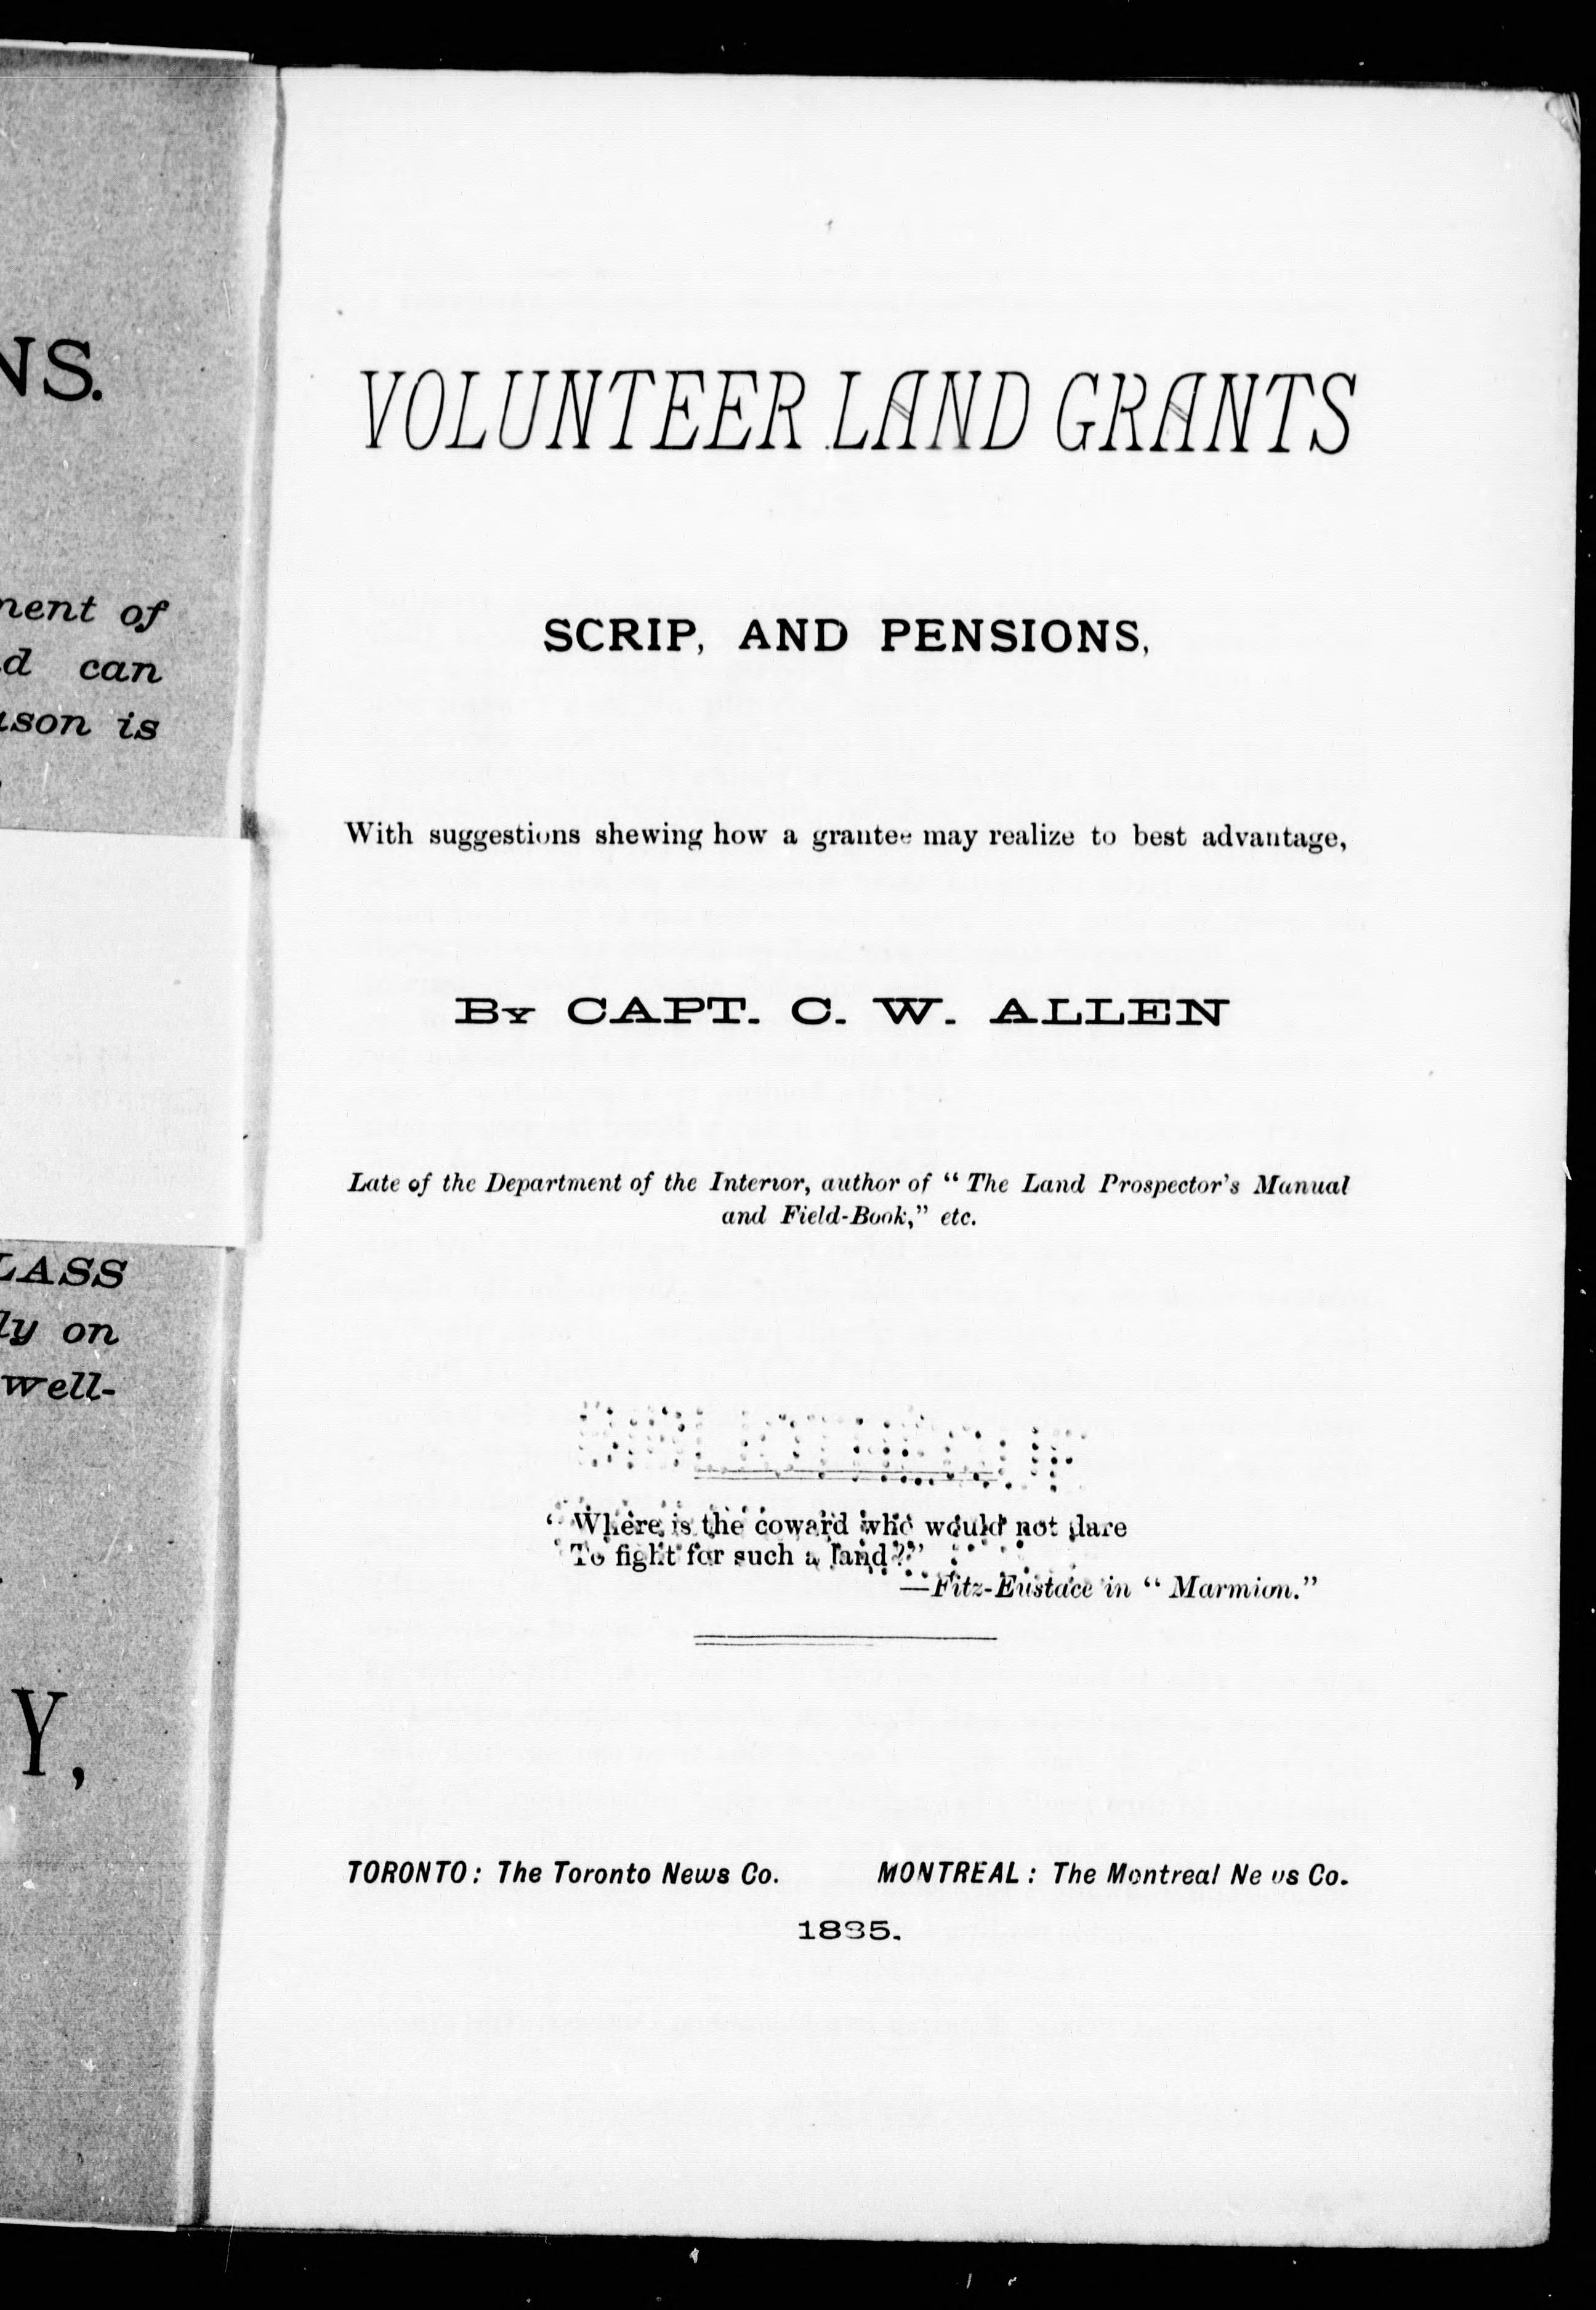 NS.
ment of
can
is
LASS
ly on
well-
Y,
VOLUNTEER LAND GRANTS
SCRIP, AND PENSIONS,
With suggestions shewing how a grantee may realize to best advantage,
By CAPT. C. W. ALLEN
Late of the Department of the Interior, author of “ The Land Prospector's Manual
and Field-Book,” etc.
“ Where is the coward who would not dare
To fight for such a land?”
—Fitz-Eustace in “ Marmion.”
TORONTO: The Toronto News Co. MONTREAL: The Montreal News Co.
1885.